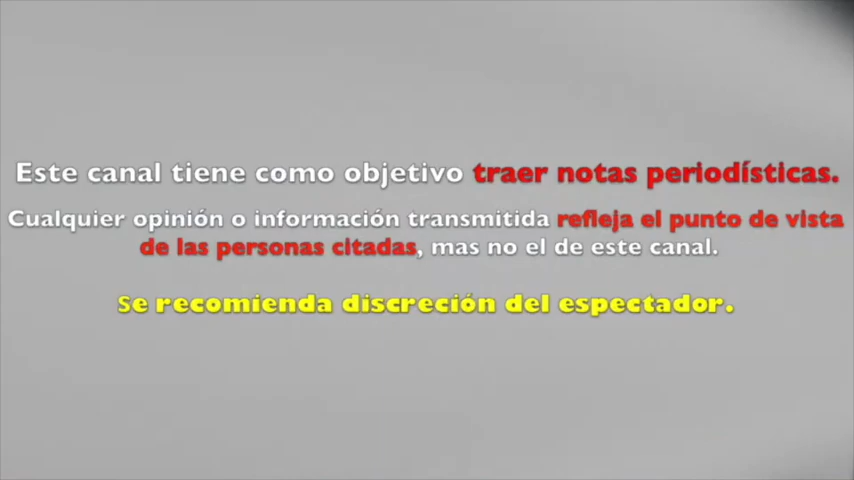 Este canal tiene como objetivo traer notas periodísticas.
Cualquier opinión o información transmitida refleja el punto de vista
de las personas citadas, mas no el de este canal.
Se recomienda discreción del espectador.